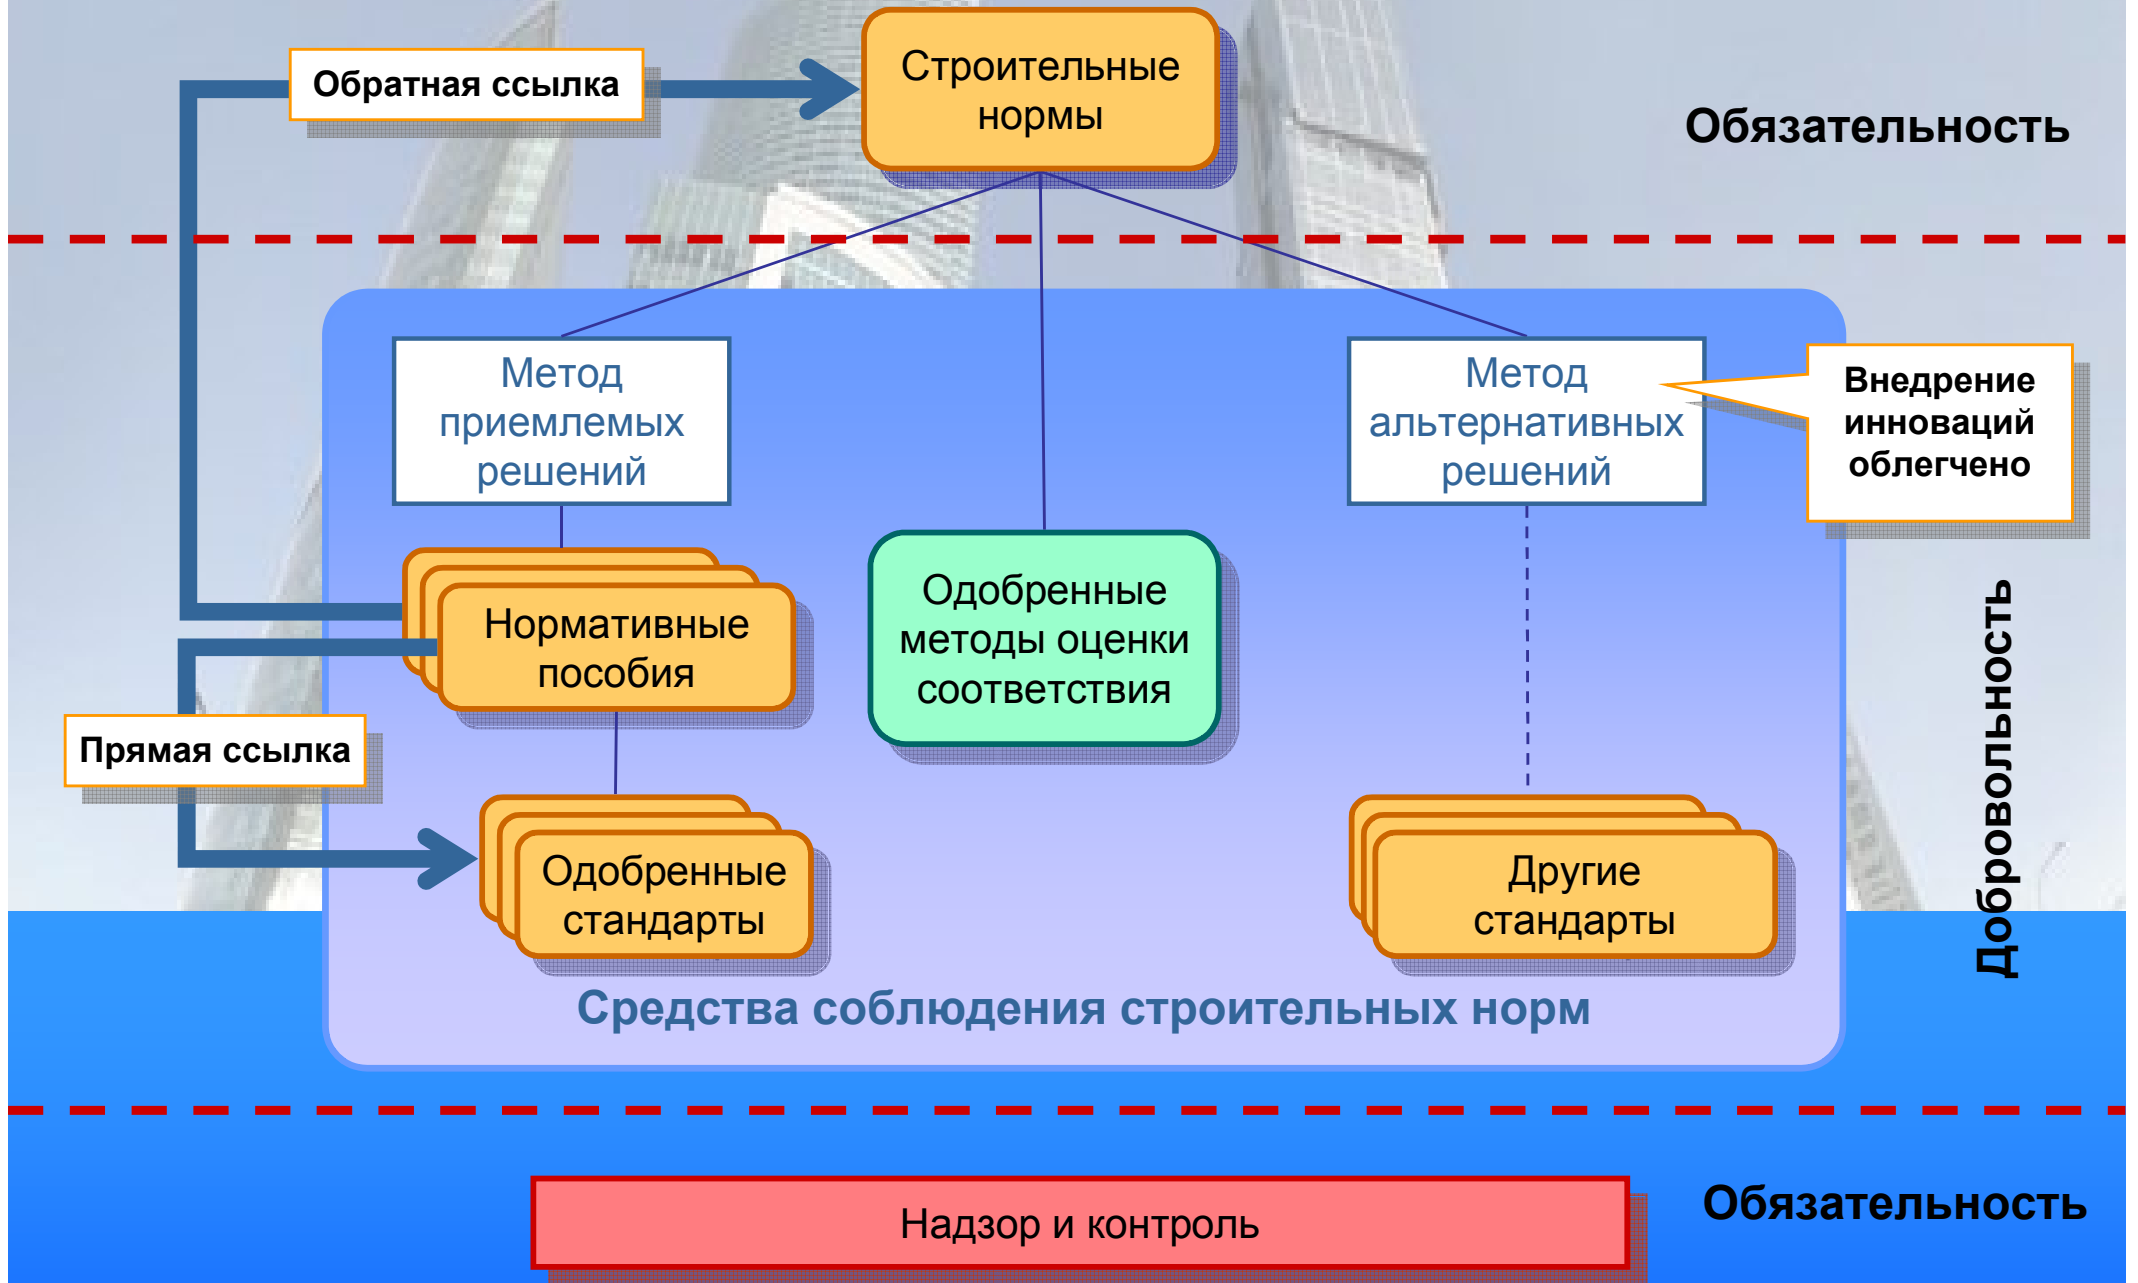 Обратная ссылка
Строительные
нормы
Обязательность
Метод
приемлемых
решений
Метод
альтернативных
решений
Внедрение
инноваций
облегчено
Одобренные
методы оценки
соответствия
Нормативные
пособия
Прямая ссылка
Добровольность
Одобренные
стандарты
Другие
стандарты
Средства соблюдения строительных норм
Надзор и контроль
Обязательность